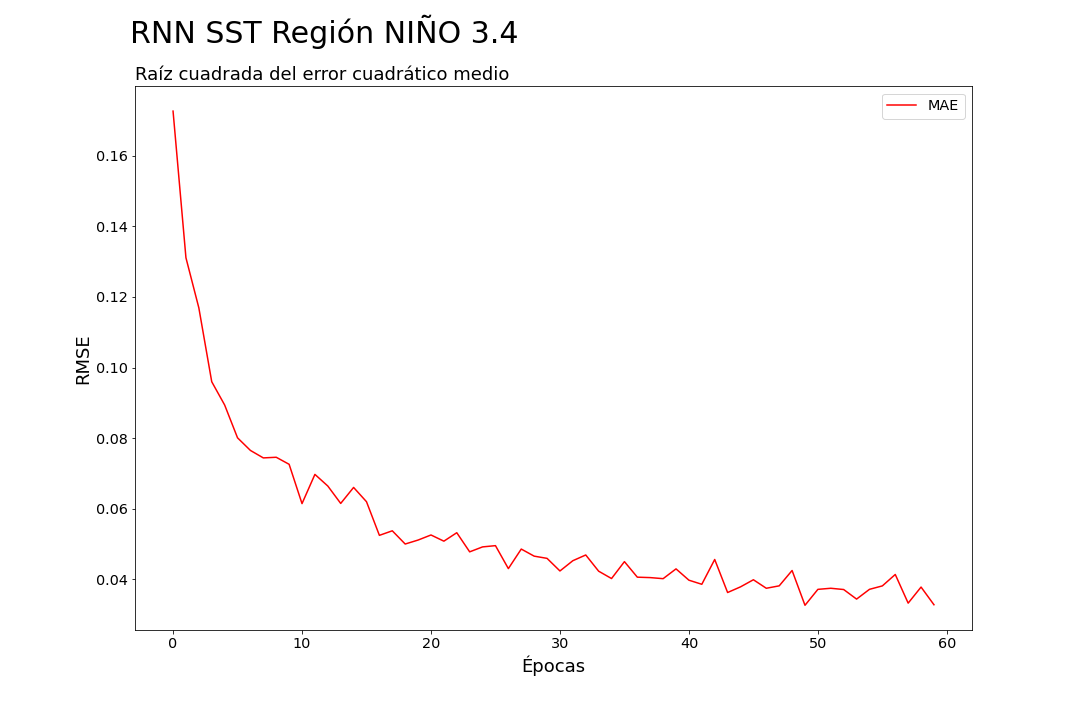 RNN SST Región NIÑO 3.4
Raíz cuadrada del error cuadrático medio
MAE
0.16
0.14
0.12
0.10
0.08
0.06
0.04
RMSE
0 10 20 30 40 50 60
Épocas